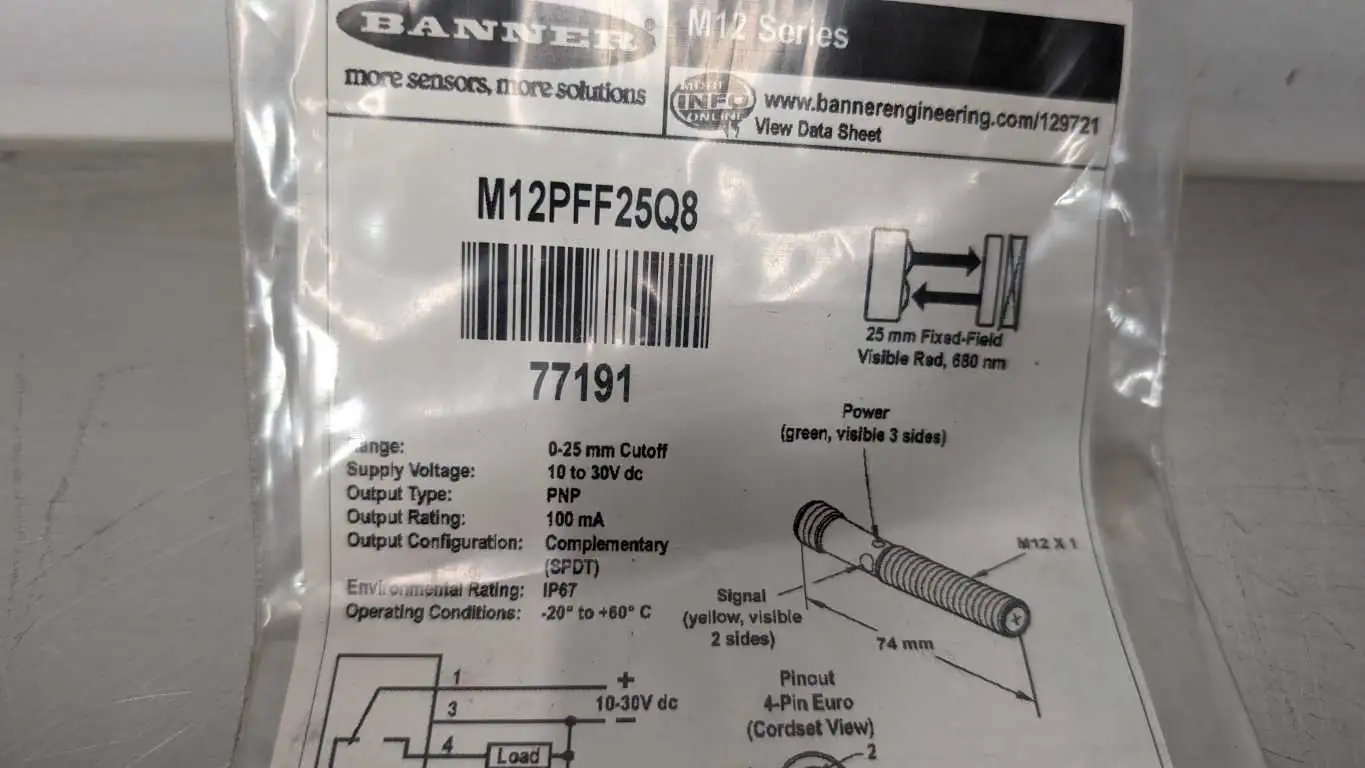 BANNER®
more sensors, more solutions
M12 Series
MORE
INFO
ONLINE
www.bannerengineering.com/129721
View Data Sheet
M12PFF25Q8
77191
25 mm Fixed-Field
Visible Red, 680 nm
Range:
0-25 mm Cutoff
Supply Voltage:
10 to 30V dc
Output Type:
PNP
Output Rating:
100 mA
Output Configuration:
Complementary
(SPDT)
Environmental Rating:
IP67
Operating Conditions:
-20° to +60° C
Power
(green, visible 3 sides)
M12 X 1
Signal
(yellow, visible
2 sides)
74 mm
1
+
10-30V dc
3
−
4
Load
Pinout
4-Pin Euro
(Cordset View)
2